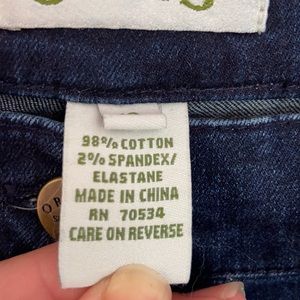 98% COTTON
2% SPANDEX/
ELASTANE
MADE IN CHINA
RN 70534
CARE ON REVERSE